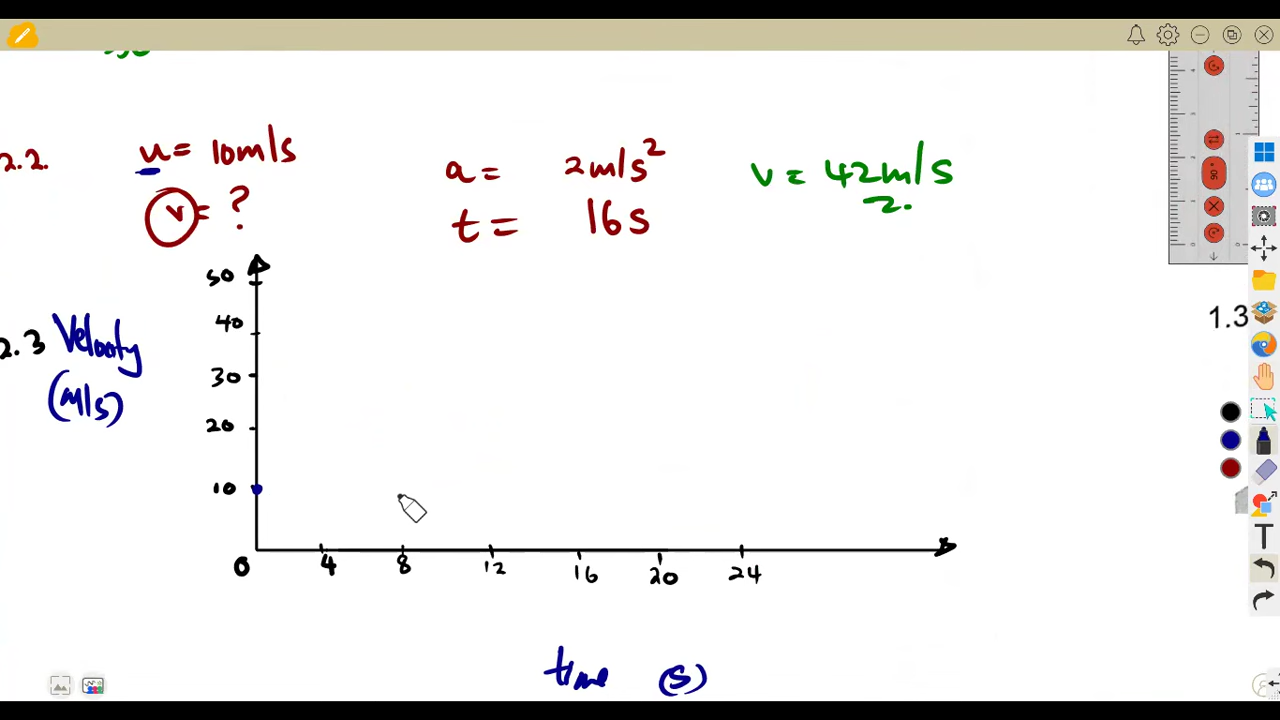 2.2. u = 10m/s a = 2m/s² v = 42m/s
v = ? t = 16s 2.
50
40
2.3 Velocity
(m/s)
30
20
10
0 4 8 12 16 20 24
time (s)
1.3
T